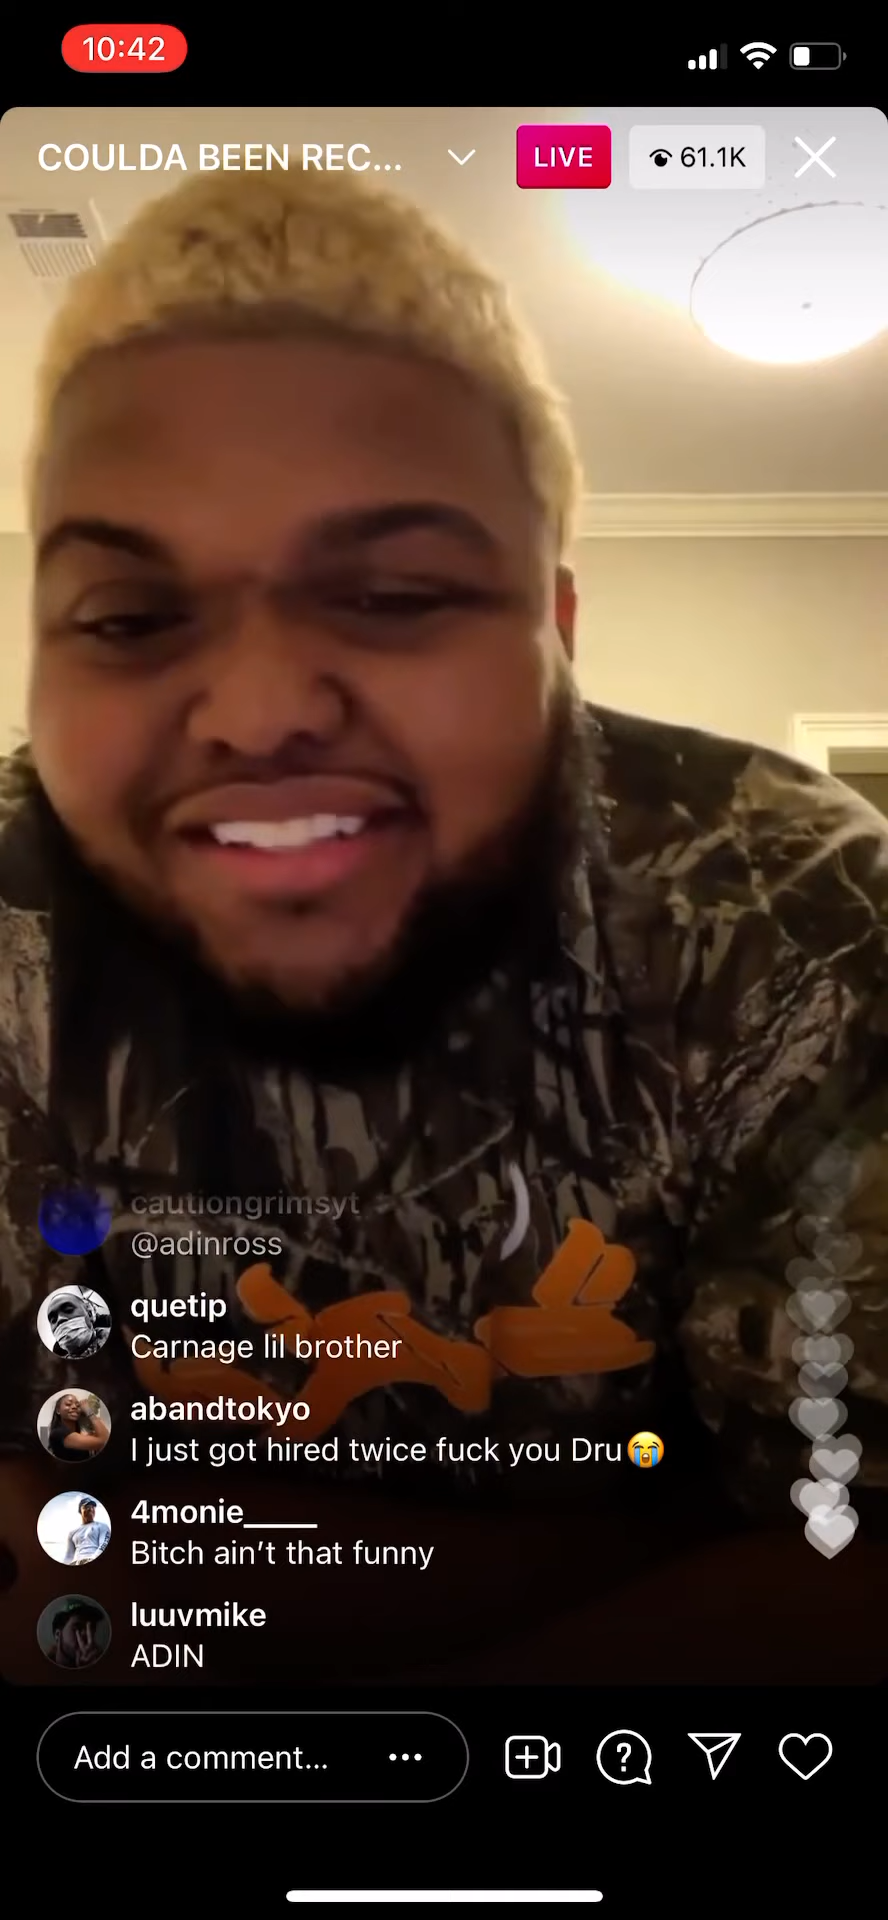 10:42
COULDA BEEN REC...
LIVE
61.1K
cautiongrimsyt
@adinross
quetip
Carnage lil brother
abandtokyo
I just got hired twice fuck you Dru😭
4monie____
Bitch ain't that funny
luuvmike
ADIN
Add a comment...